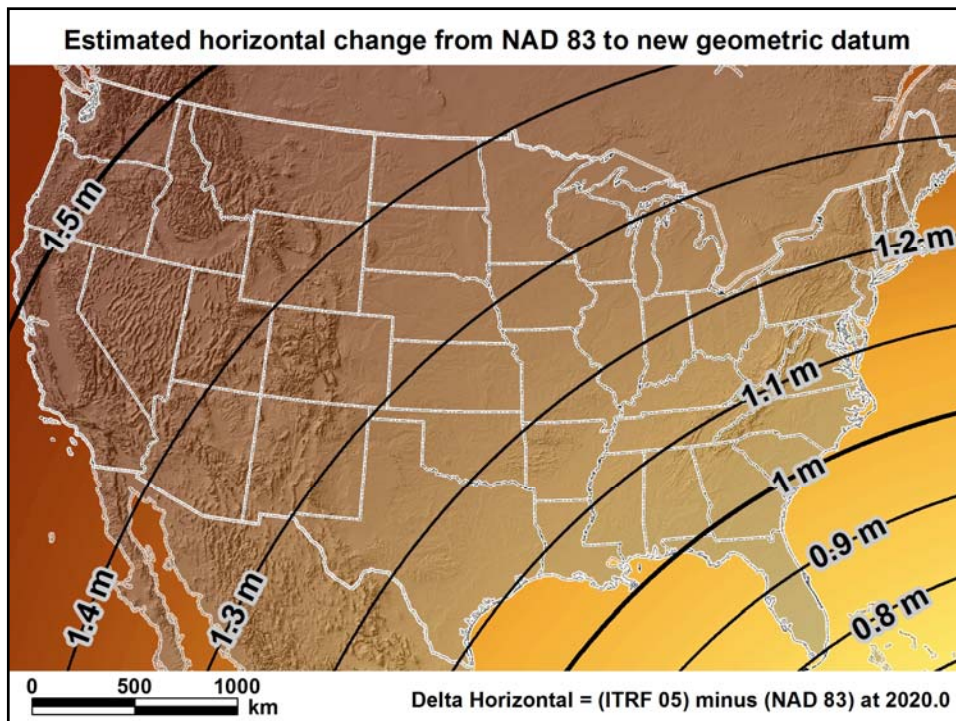 Estimated horizontal change from NAD 83 to new geometric datum
1.5 m
1.2 m
1.1 m
1 m
0.9 m
0.8 m
1.4 m
1.3 m
0 500 1000
km
Delta Horizontal = (ITRF 05) minus (NAD 83) at 2020.0